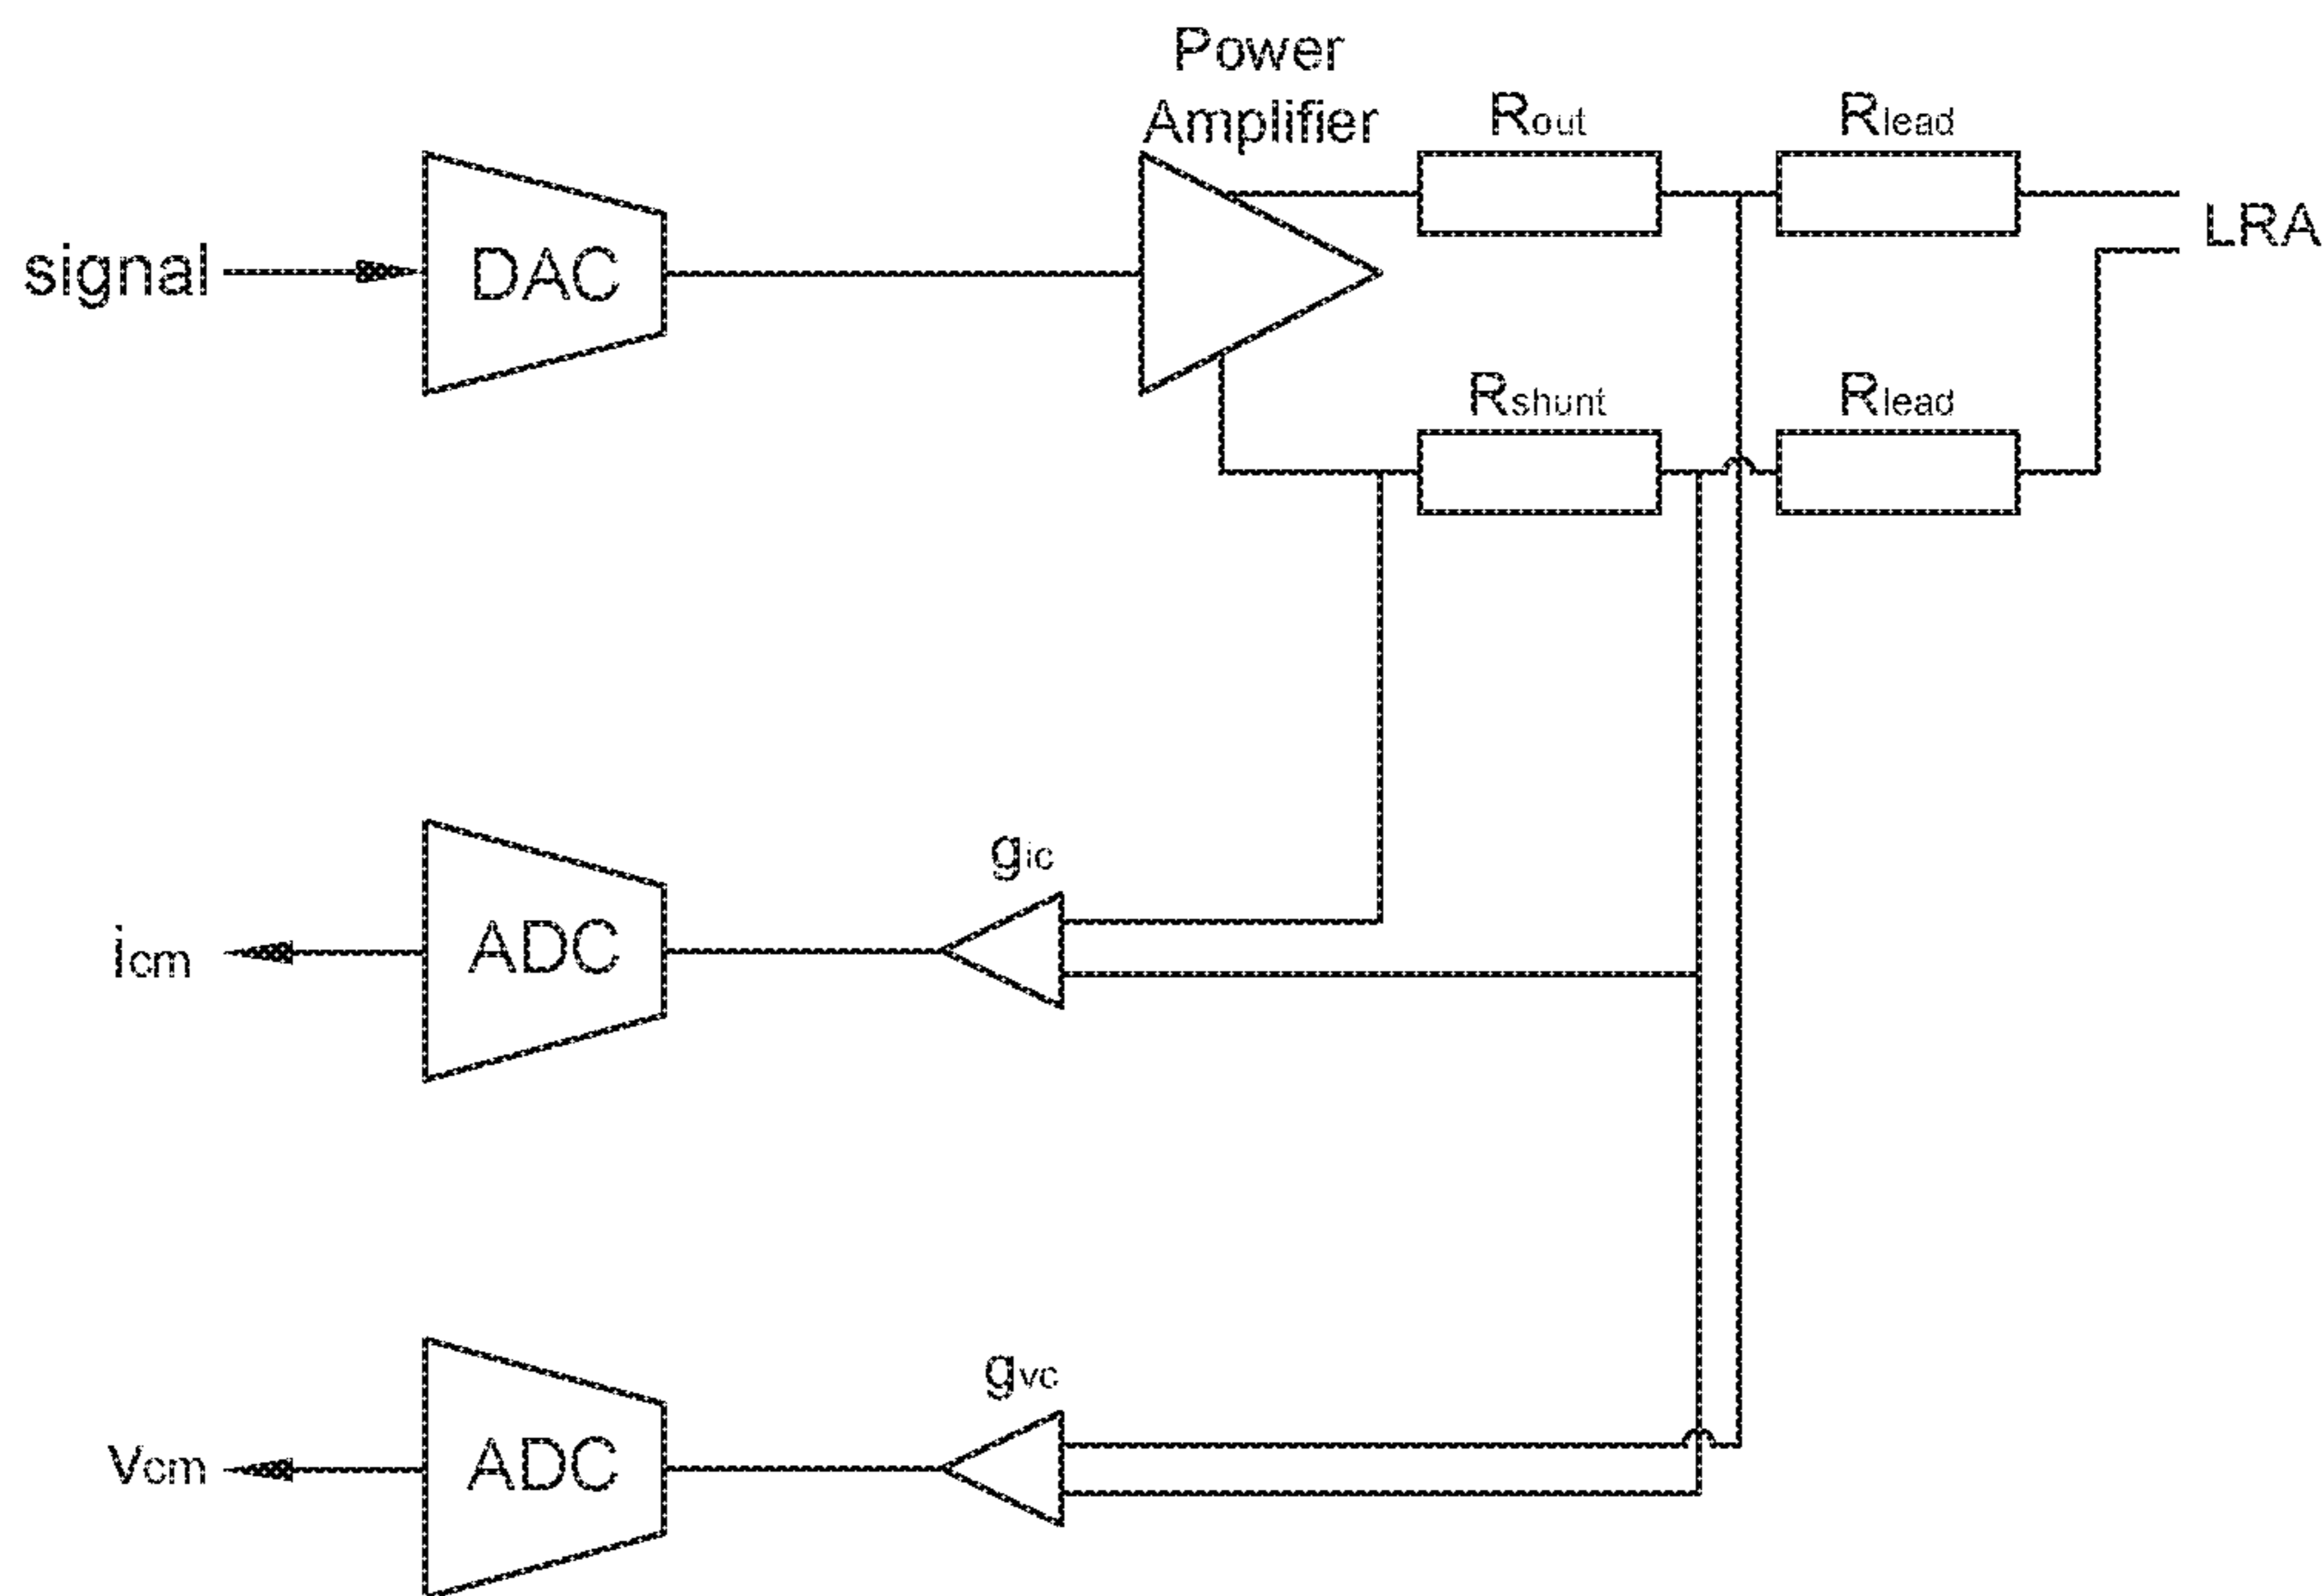 Power
Amplifier
Rout
Rlead
LRA
signal
DAC
Rshunt
Rlead
gic
icm
ADC
gvc
vcm
ADC